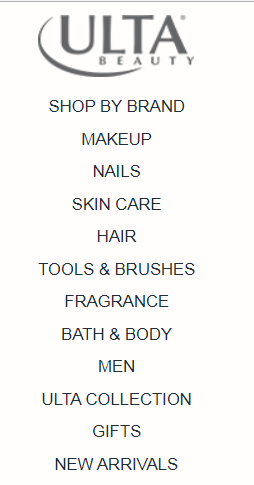 ULTA
BEAUTY
SHOP BY BRAND
MAKEUP
NAILS
SKIN CARE
HAIR
TOOLS & BRUSHES
FRAGRANCE
BATH & BODY
MEN
ULTA COLLECTION
GIFTS
NEW ARRIVALS